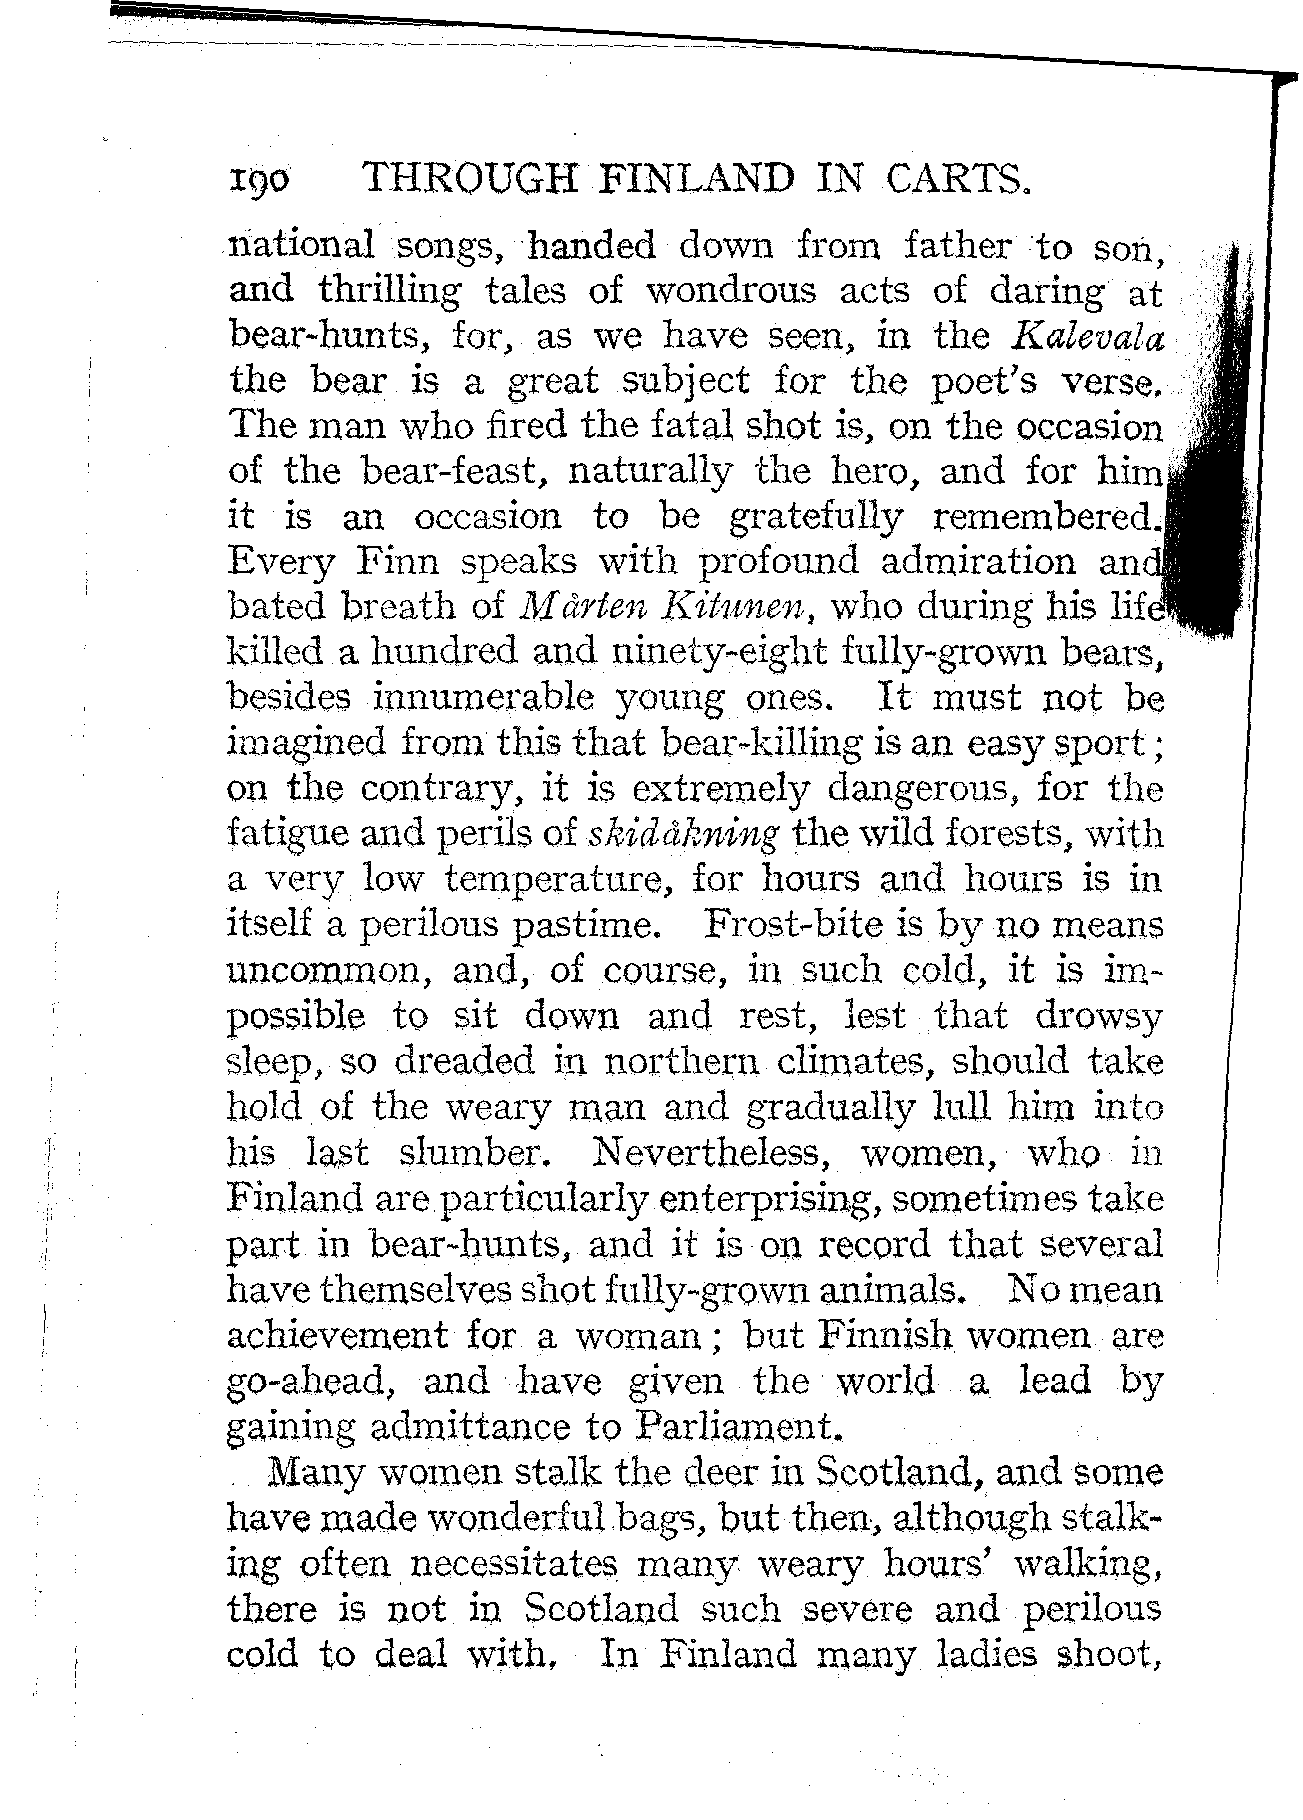 190 THROUGH FINLAND IN CARTS.
national songs, handed down from father to son,
and thrilling tales of wondrous acts of daring at
bear-hunts, for, as we have seen, in the Kalevala
the bear is a great subject for the poet's verse.
The man who fired the fatal shot is, on the occasion
of the bear-feast, naturally the hero, and for him
it is an occasion to be gratefully remembered.
Every Finn speaks with profound admiration and
bated breath of Mårten Kitunen, who during his life
killed a hundred and ninety-eight fully-grown bears,
besides innumerable young ones. It must not be
imagined from this that bear-killing is an easy sport;
on the contrary, it is extremely dangerous, for the
fatigue and perils of skidåkning the wild forests, with
a very low temperature, for hours and hours is in
itself a perilous pastime. Frost-bite is by no means
uncommon, and, of course, in such cold, it is im-
possible to sit down and rest, lest that drowsy
sleep, so dreaded in northern climates, should take
hold of the weary man and gradually lull him into
his last slumber. Nevertheless, women, who in
Finland are particularly enterprising, sometimes take
part in bear-hunts, and it is on record that several
have themselves shot fully-grown animals. No mean
achievement for a woman; but Finnish women are
go-ahead, and have given the world a lead by
gaining admittance to Parliament.
Many women stalk the deer in Scotland, and some
have made wonderful bags, but then, although stalk-
ing often necessitates many weary hours' walking,
there is not in Scotland such severe and perilous
cold to deal with. In Finland many ladies shoot,